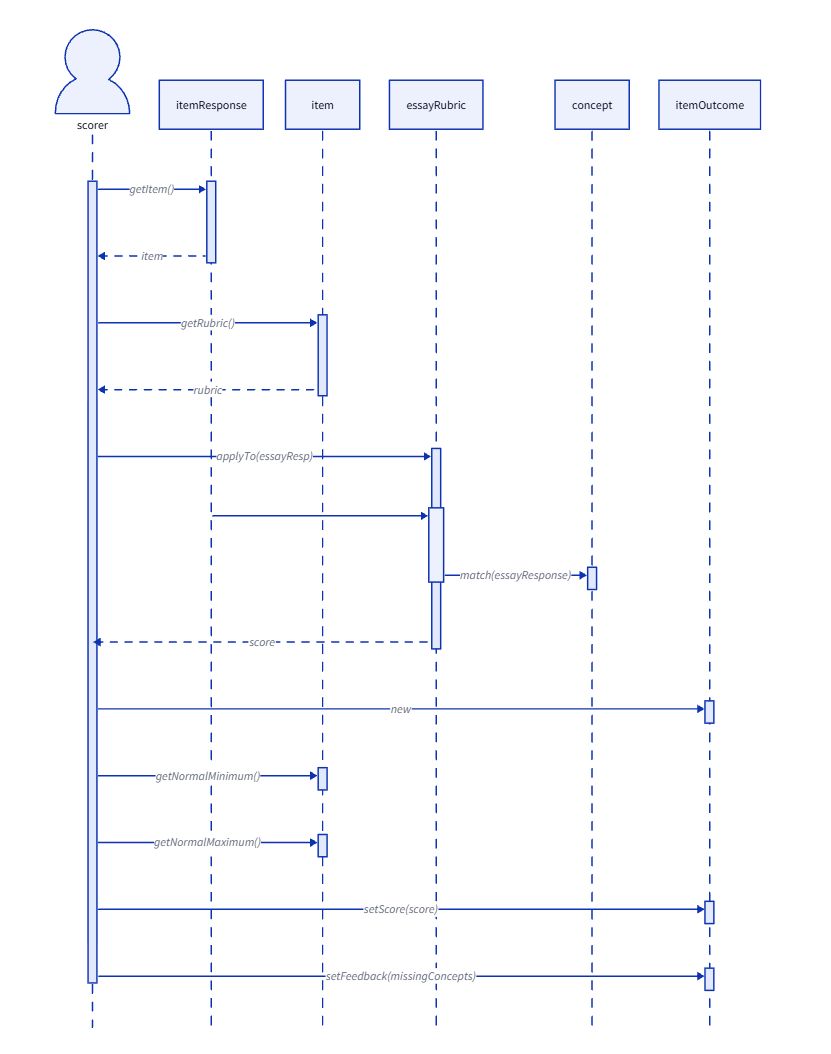 scorer
itemResponse
item
essayRubric
concept
itemOutcome
getItem()
item
getRubric()
rubric
applyTo(essayResp)
match(essayResponse)
score
new
getNormalMinimum()
getNormalMaximum()
setScore(score)
setFeedback(missingConcepts)